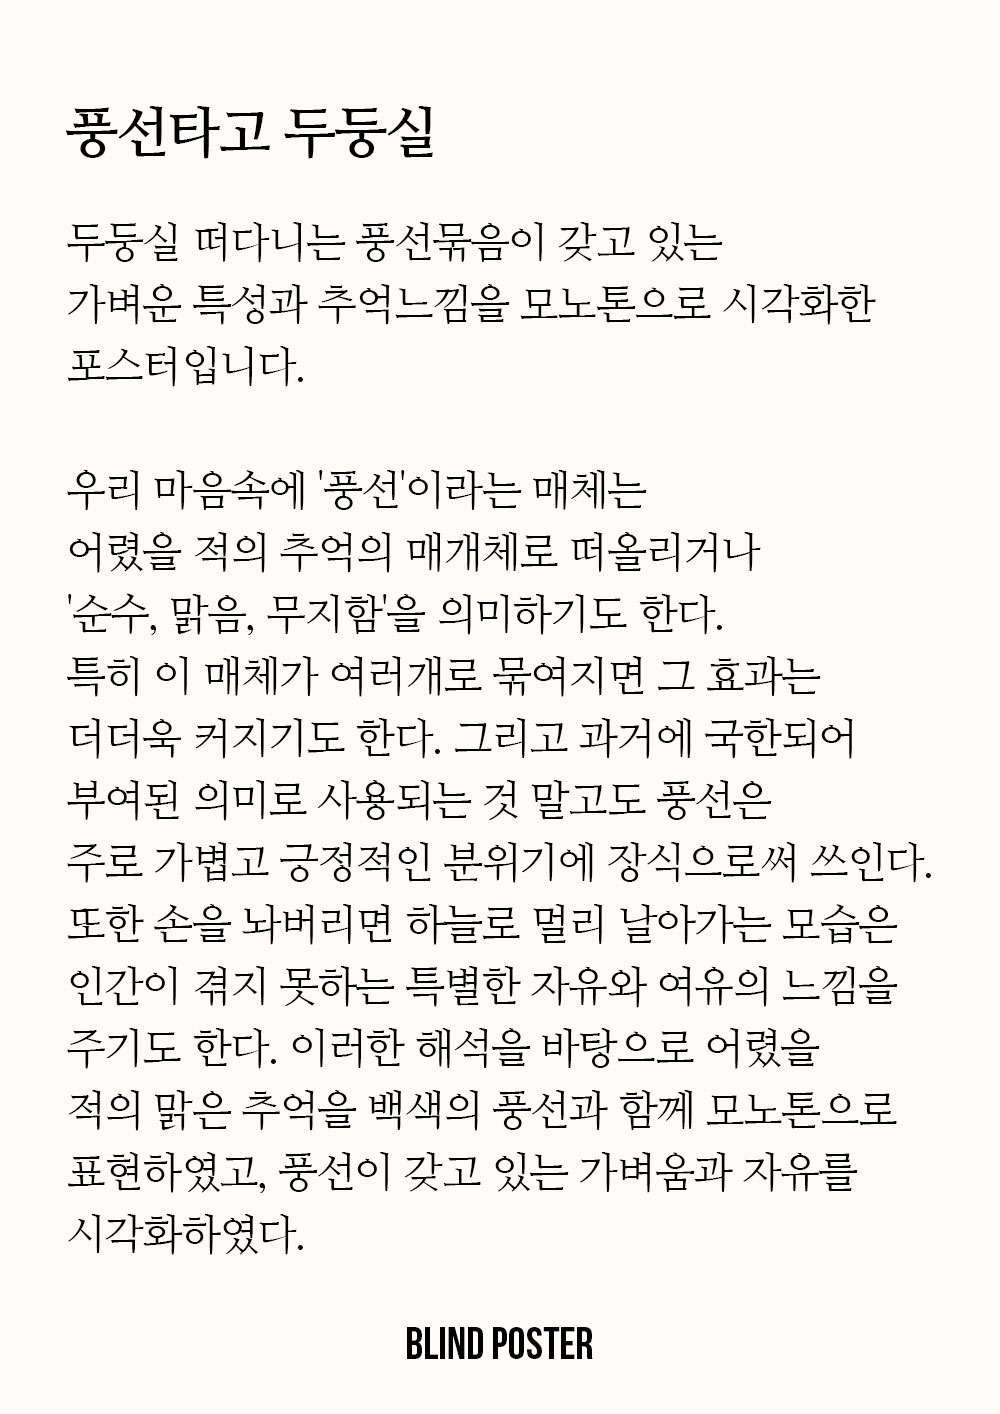 풍선타고 두둥실
두둥실 떠다니는 풍선묶음이 갖고 있는
가벼운 특성과 추억느낌을 모노톤으로 시각화한
포스터입니다.
우리 마음속에 '풍선'이라는 매체는
어렸을 적의 추억의 매개체로 떠올리거나
'순수, 맑음, 무지함'을 의미하기도 한다.
특히 이 매체가 여러개로 묶여지면 그 효과는
더더욱 커지기도 한다. 그리고 과거에 국한되어
부여된 의미로 사용되는 것 말고도 풍선은
주로 가볍고 긍정적인 분위기에 장식으로써 쓰인다.
또한 손을 놔버리면 하늘로 멀리 날아가는 모습은
인간이 겪지 못하는 특별한 자유와 여유의 느낌을
주기도 한다. 이러한 해석을 바탕으로 어렸을
적의 맑은 추억을 백색의 풍선과 함께 모노톤으로
표현하였고, 풍선이 갖고 있는 가벼움과 자유를
시각화하였다.
BLIND POSTER